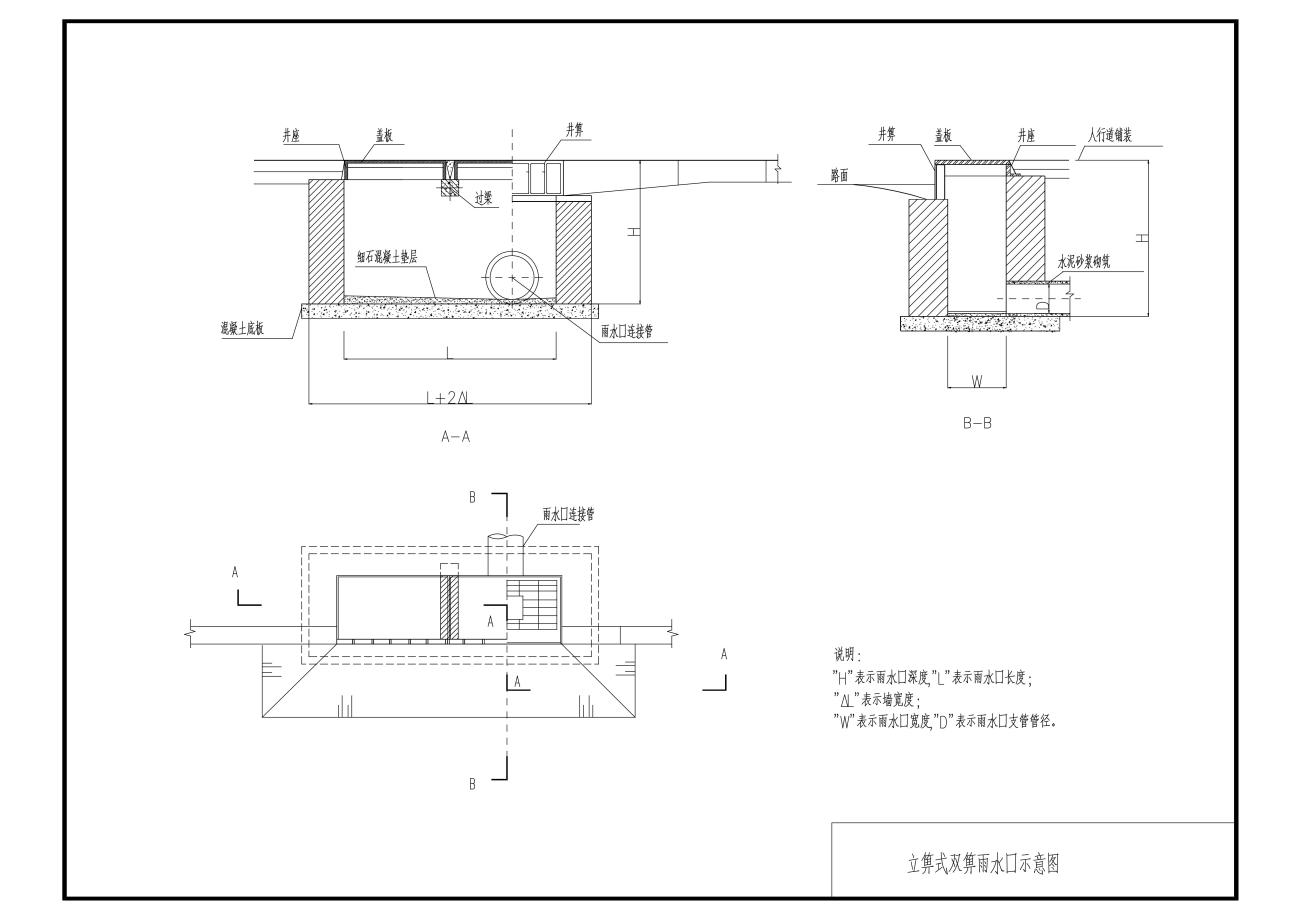 井座
盖板
井箅
过梁
H
细石混凝土垫层
混凝土底板
雨水口连接管
L
L+2ΔL
A-A
井箅
盖板
井座
人行道铺装
路面
H
水泥砂浆砌筑
D
W
B-B
B
雨水口连接管
A
A
A
A
B
说明:
"H"表示雨水口深度,"L"表示雨水口长度;
"ΔL"表示墙宽度;
"W"表示雨水口宽度,"D"表示雨水口支管管径。
立箅式双箅雨水口示意图